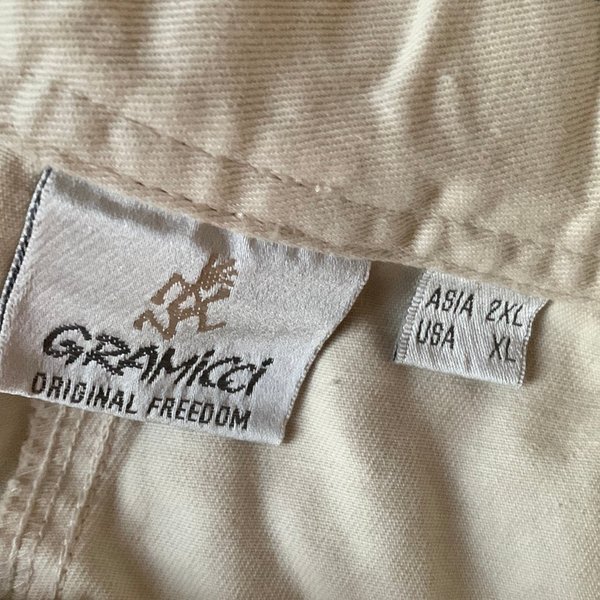 GRAMiCCi
ORIGINAL FREEDOM
ASIA 2XL
USA XL